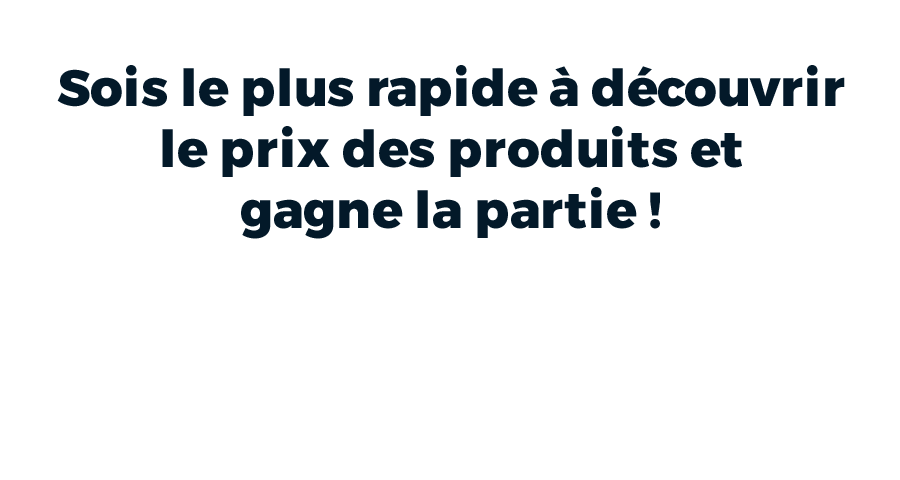 Sois le plus rapide à découvrir
le prix des produits et
gagne la partie !